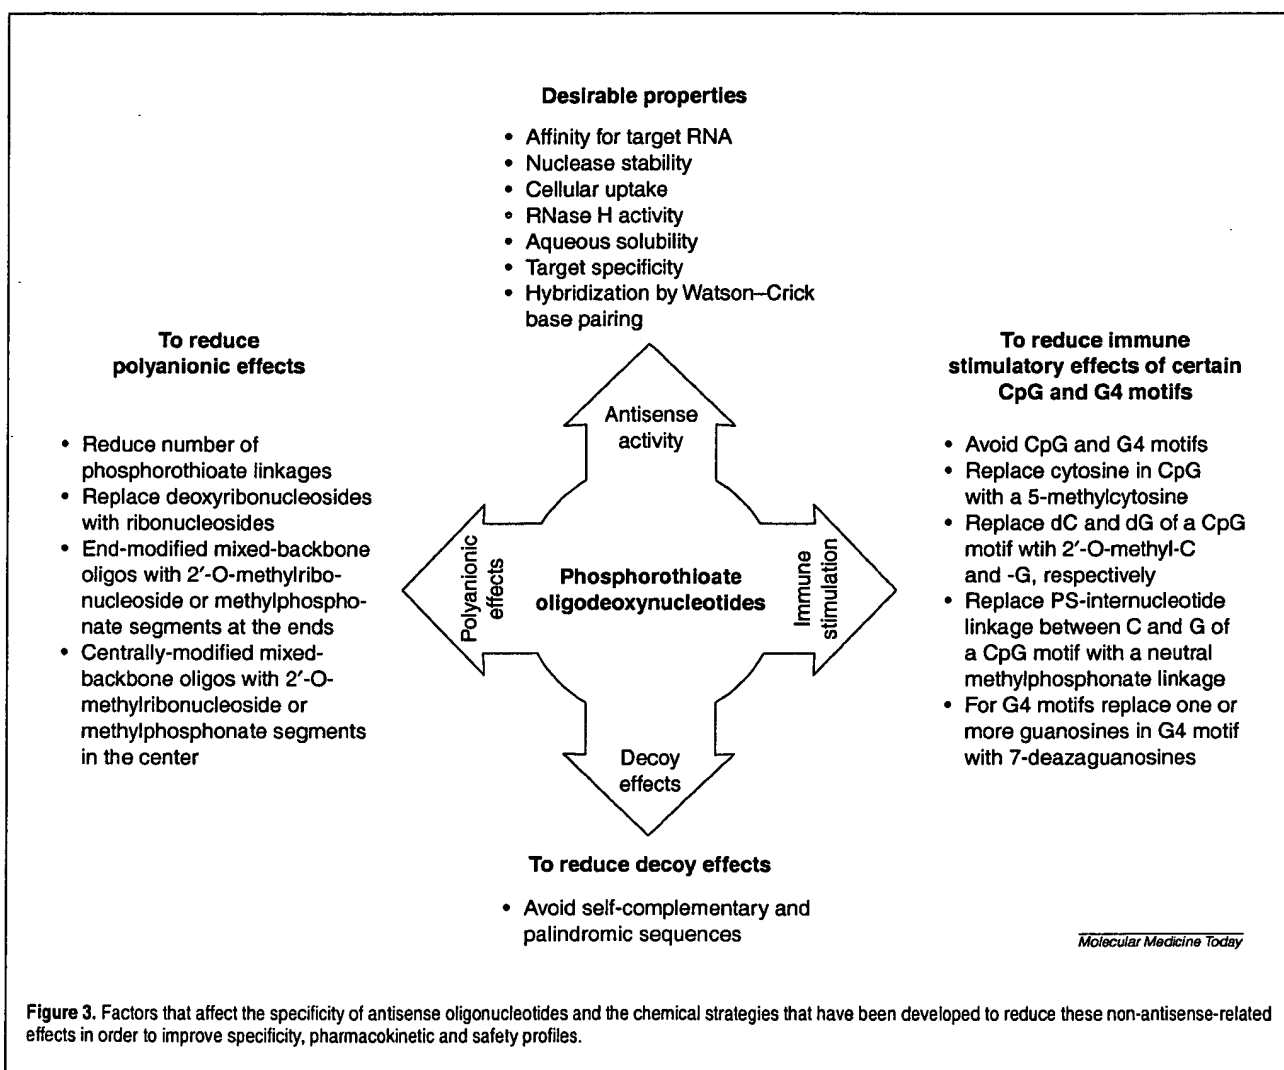 Desirable properties
• Affinity for target RNA
• Nuclease stability
• Cellular uptake
• RNase H activity
• Aqueous solubility
• Target specificity
• Hybridization by Watson–Crick
base pairing
To reduce
polyanionic effects
• Reduce number of
phosphorothioate linkages
• Replace deoxyribonucleosides
with ribonucleosides
• End-modified mixed-backbone
oligos with 2′-O-methylribo-
nucleoside or methylphospho-
nate segments at the ends
• Centrally-modified mixed-
backbone oligos with 2′-O-
methylribonucleoside or
methylphosphonate segments
in the center
Antisense
activity
Polyanionic
effects
Phosphorothioate
oligodeoxynucleotides
Immune
stimulation
Decoy
effects
To reduce immune
stimulatory effects of certain
CpG and G4 motifs
• Avoid CpG and G4 motifs
• Replace cytosine in CpG
with a 5-methylcytosine
• Replace dC and dG of a CpG
motif wtih 2′-O-methyl-C
and -G, respectively
• Replace PS-internucleotide
linkage between C and G of
a CpG motif with a neutral
methylphosphonate linkage
• For G4 motifs replace one or
more guanosines in G4 motif
with 7-deazaguanosines
To reduce decoy effects
• Avoid self-complementary and
palindromic sequences
Molecular Medicine Today
Figure 3. Factors that affect the specificity of antisense oligonucleotides and the chemical strategies that have been developed to reduce these non-antisense-related
effects in order to improve specificity, pharmacokinetic and safety profiles.